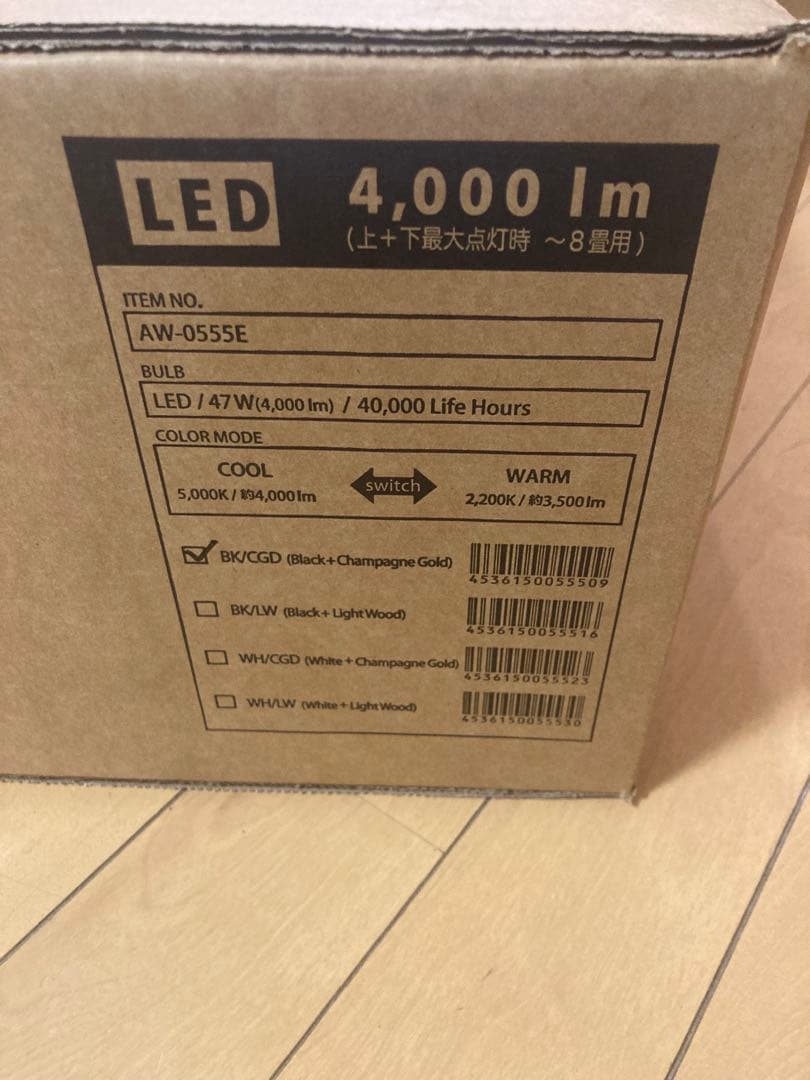 LED 4,000 lm
(上+下最大点灯時 ～8畳用)
ITEM NO.
AW-0555E
BULB
LED / 47W(4,000 lm) / 40,000 Life Hours
COLOR MODE
COOL switch WARM
5,000K / 約4,000lm 2,200K / 約3,500lm
BK/CGD (Black+Champagne Gold) 4536150055509
BK/LW (Black+Light Wood) 4536150055516
WH/CGD (White+Champagne Gold) 4536150055523
WH/LW (White+Light Wood) 4536150055530